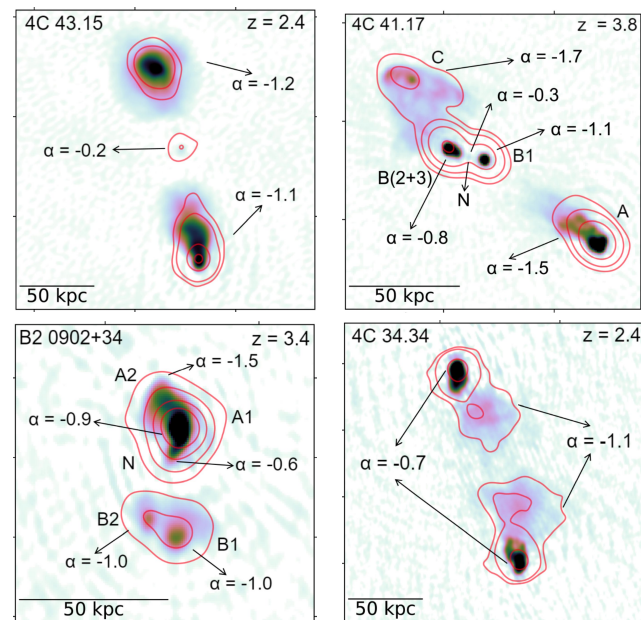 4C 43.15 z = 2.4
α = -1.2
α = -0.2
α = -1.1
50 kpc
4C 41.17 z = 3.8
C
α = -1.7
α = -0.3
α = -1.1
B1
B(2+3)
N
A
α = -0.8
α = -1.5
50 kpc
B2 0902+34 z = 3.4
α = -1.5
A2
A1
α = -0.9
N
α = -0.6
B2
B1
α = -1.0
α = -1.0
50 kpc
4C 34.34 z = 2.4
α = -1.1
α = -0.7
50 kpc